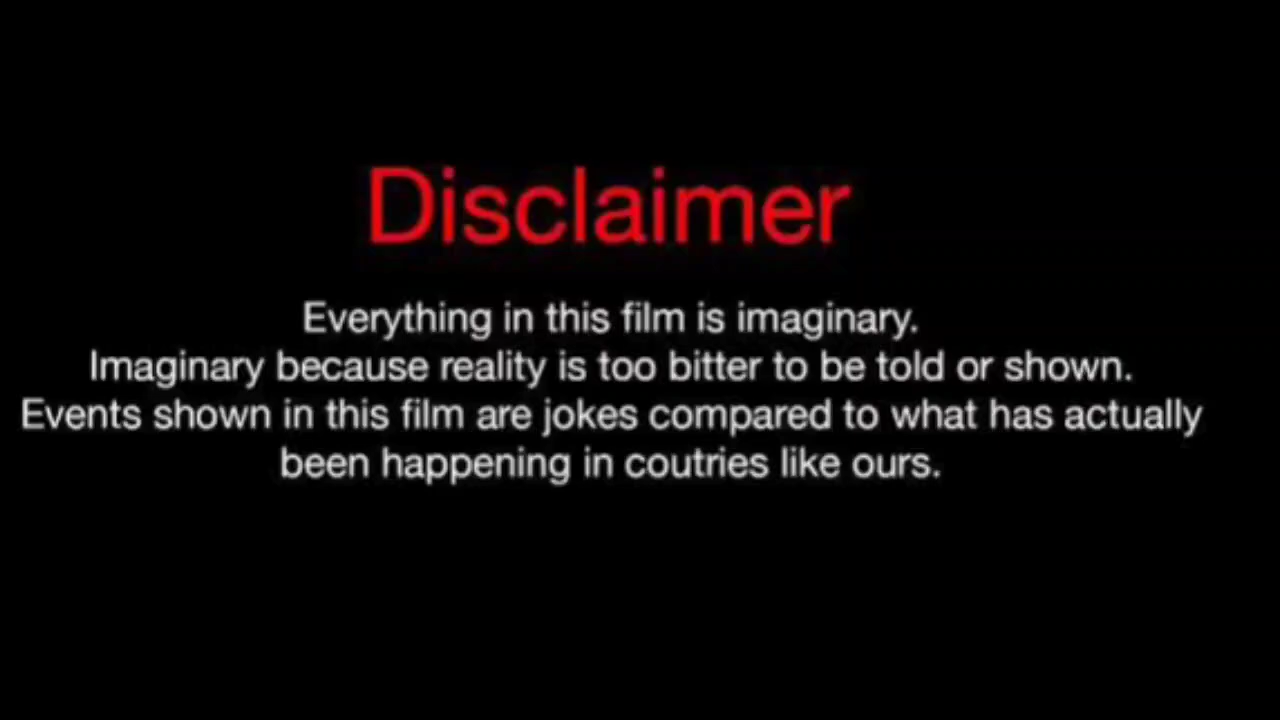 Disclaimer
Everything in this film is imaginary.
Imaginary because reality is too bitter to be told or shown.
Events shown in this film are jokes compared to what has actually
been happening in coutries like ours.